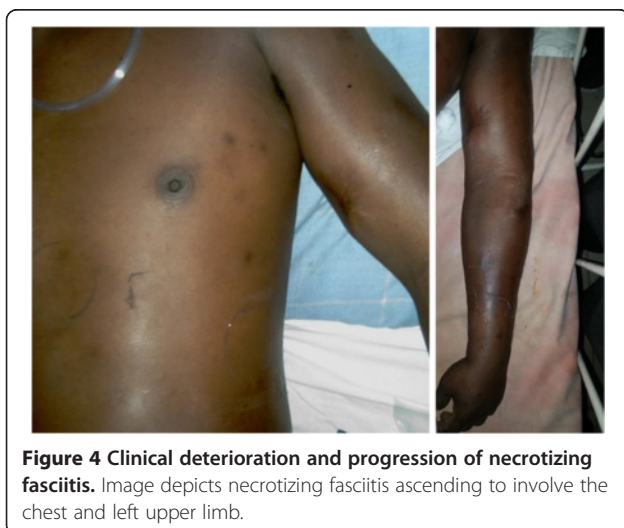 Figure 4 Clinical deterioration and progression of necrotizing
fasciitis. Image depicts necrotizing fasciitis ascending to involve the
chest and left upper limb.